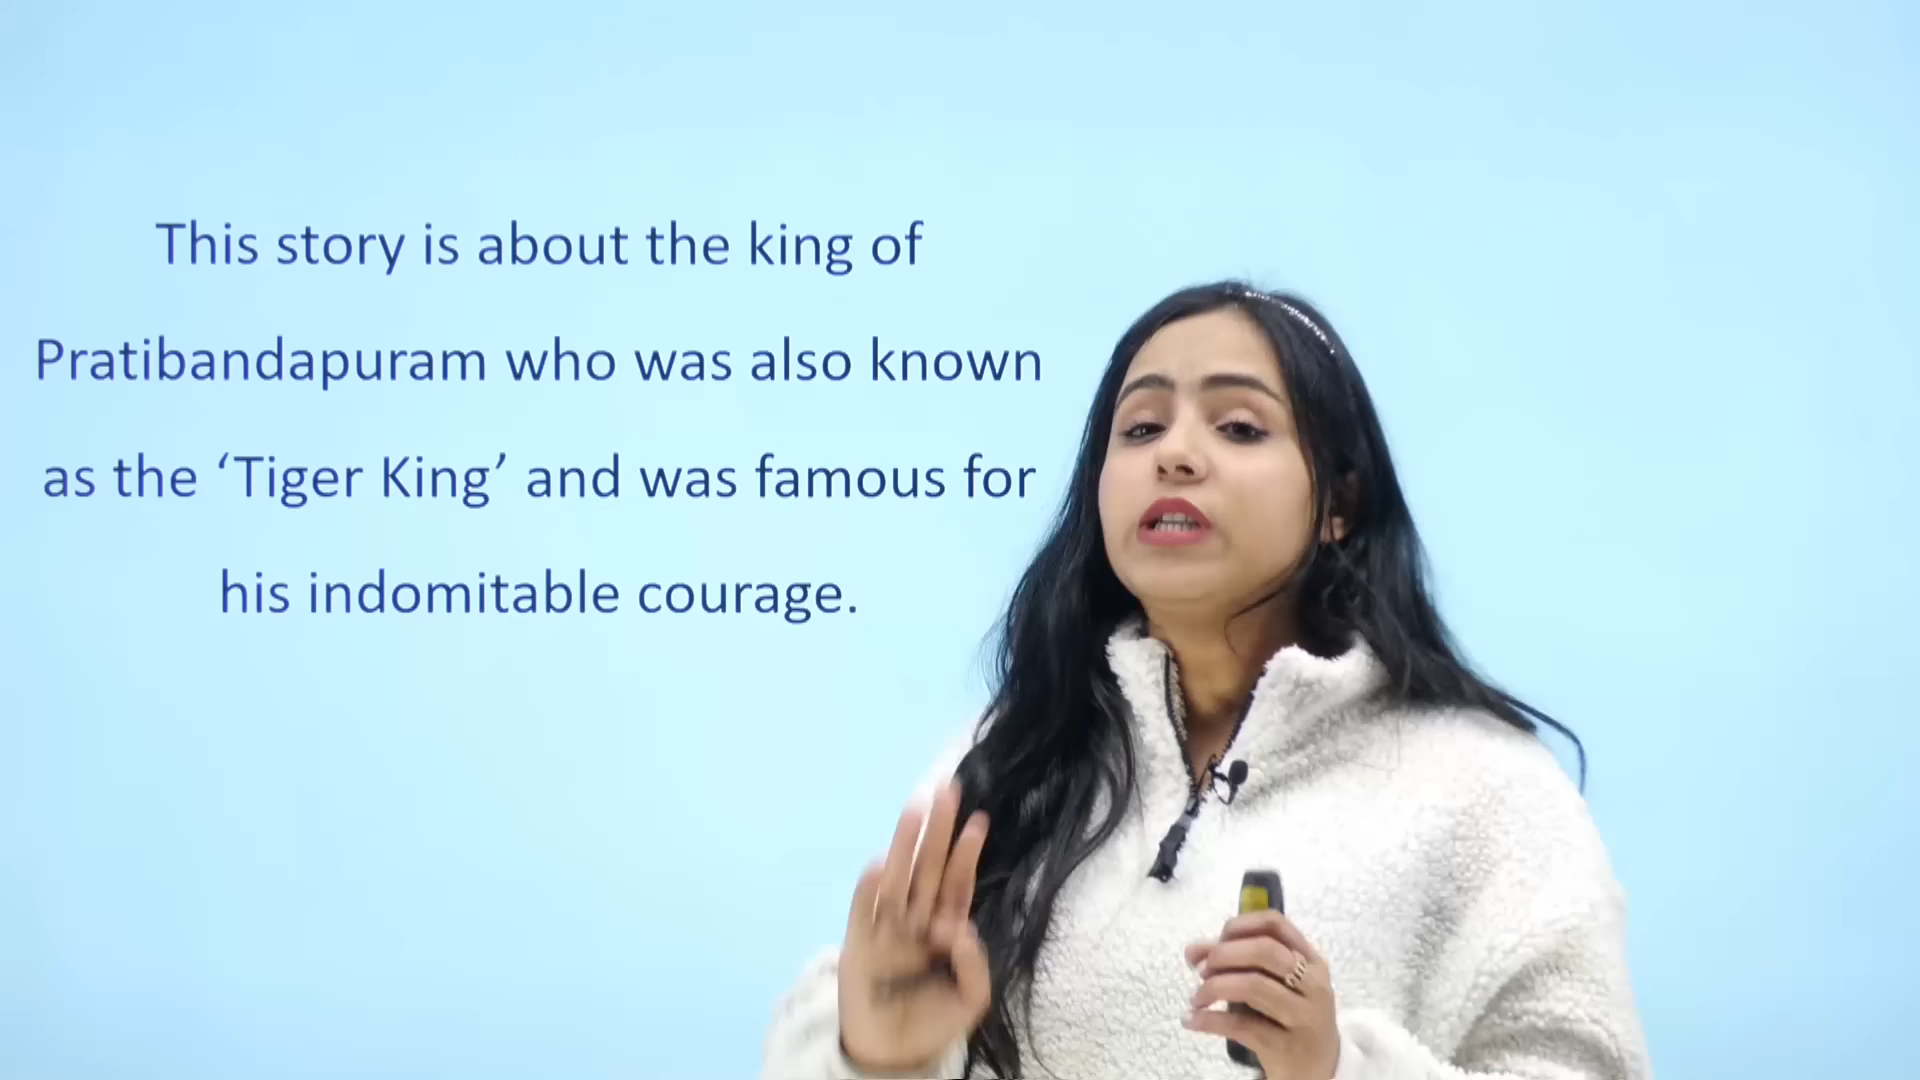 This story is about the king of
Pratibandapuram who was also known
as the ‘Tiger King’ and was famous for
his indomitable courage.